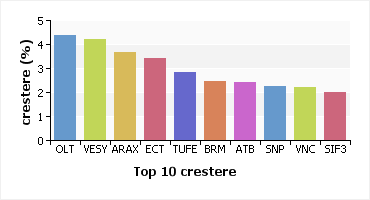 crestere (%)
5
4
3
2
1
0
OLT VESY ARAX ECT TUFE BRM ATB SNP VNC SIF3
Top 10 crestere